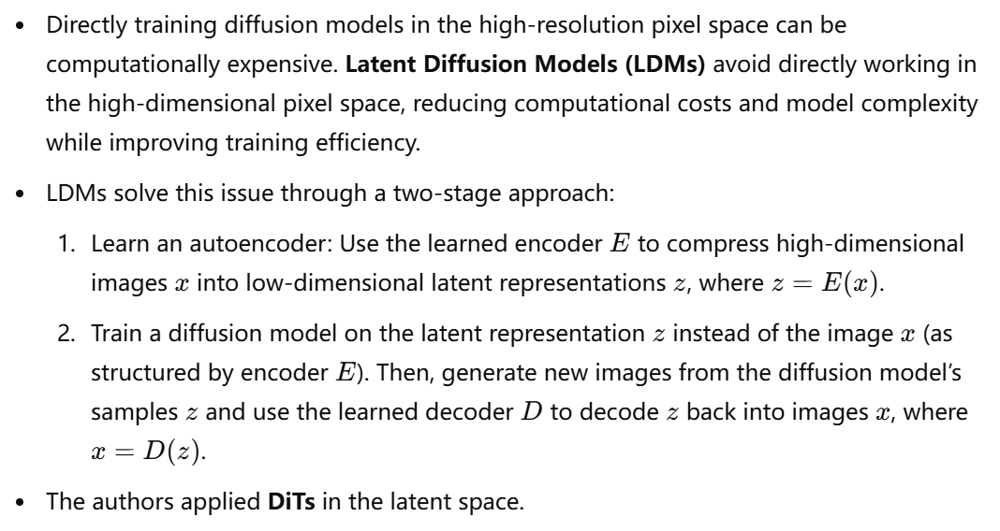 • Directly training diffusion models in the high-resolution pixel space can be
computationally expensive. Latent Diffusion Models (LDMs) avoid directly working in
the high-dimensional pixel space, reducing computational costs and model complexity
while improving training efficiency.
• LDMs solve this issue through a two-stage approach:
1. Learn an autoencoder: Use the learned encoder E to compress high-dimensional
images x into low-dimensional latent representations z, where z = E(x).
2. Train a diffusion model on the latent representation z instead of the image x (as
structured by encoder E). Then, generate new images from the diffusion model’s
samples z and use the learned decoder D to decode z back into images x, where
x = D(z).
• The authors applied DiTs in the latent space.